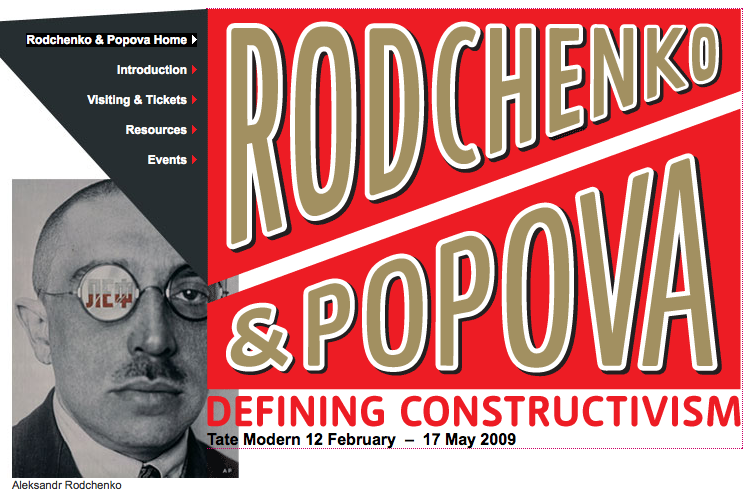 Rodchenko & Popova Home
Introduction
Visiting & Tickets
Resources
Events
RODCHENKO
& POPOVA
ЛЕФ
DEFINING CONSTRUCTIVISM
Tate Modern 12 February – 17 May 2009
Aleksandr Rodchenko